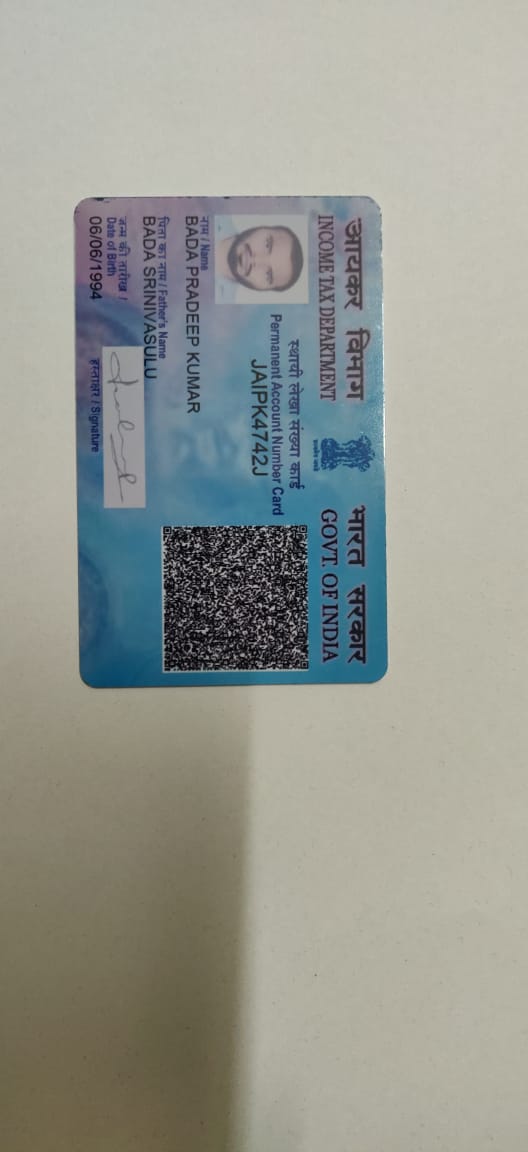 आयकर विभाग
INCOME TAX DEPARTMENT
भारत सरकार
GOVT. OF INDIA
सत्यमेव जयते
स्थायी लेखा संख्या कार्ड
Permanent Account Number Card
JAIPK4742J
नाम / Name
BADA PRADEEP KUMAR
पिता का नाम / Father's Name
BADA SRINIVASULU
जन्म की तारीख /
Date of Birth
06/06/1994
हस्ताक्षर / Signature